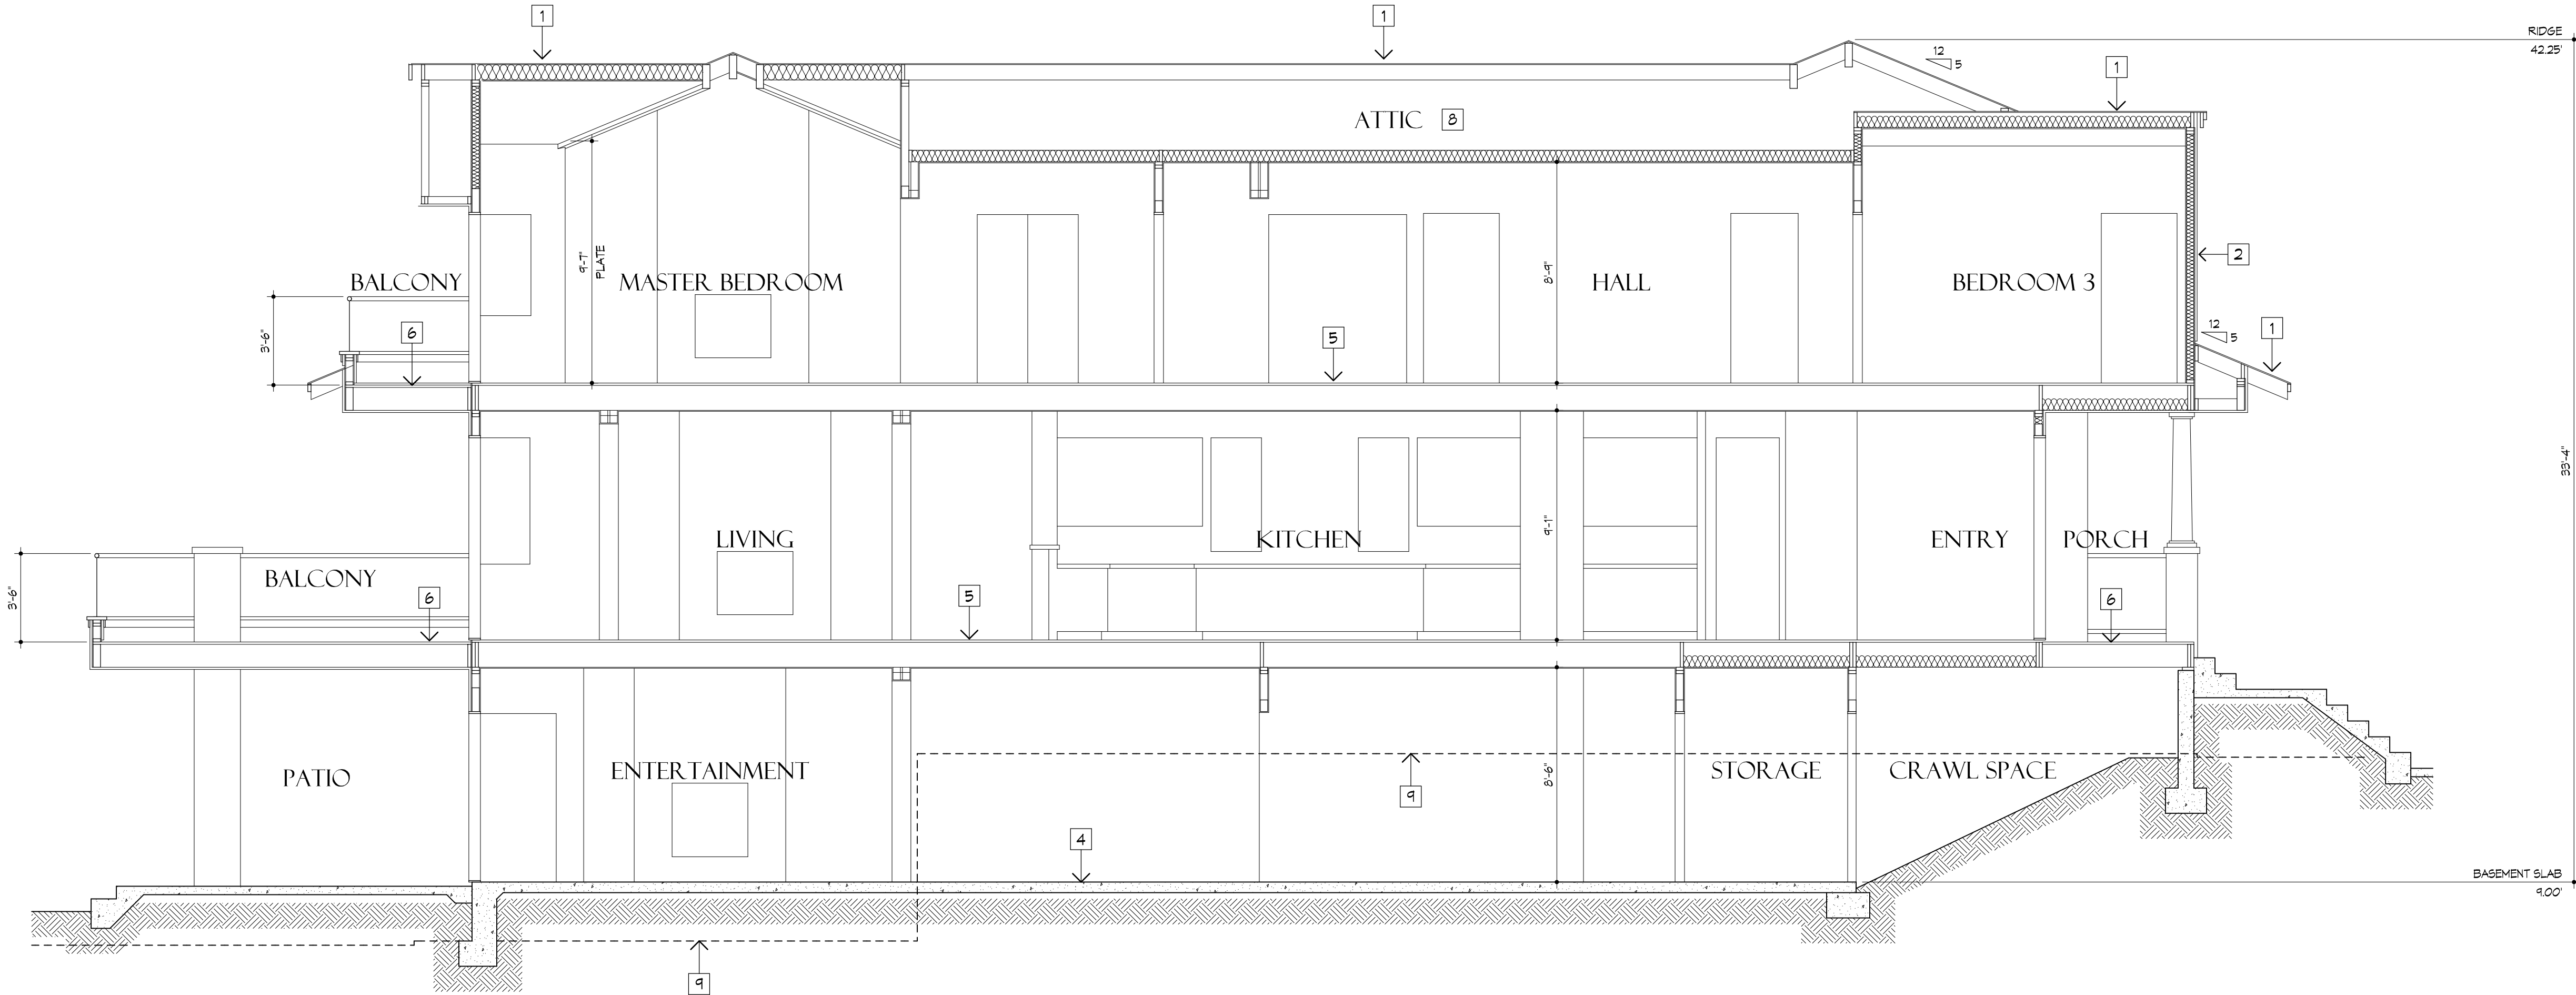 1
1
RIDGE
42.25'
12
5
1
ATTIC 8
9'-7"
PLATE
8'-9"
2
BALCONY
MASTER BEDROOM
HALL
BEDROOM 3
3'-6"
6
5
12
5
1
33'-4"
LIVING
KITCHEN
9'-1"
ENTRY
PORCH
BALCONY
3'-6"
6
5
6
PATIO
ENTERTAINMENT
9
8'-6"
STORAGE
CRAWL SPACE
4
BASEMENT SLAB
9.00'
9